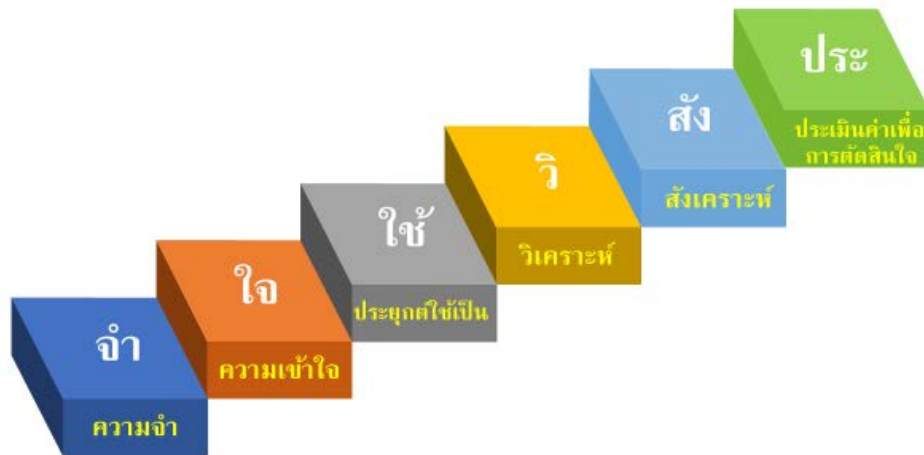 จำ
ความจำ
ใจ
ความเข้าใจ
ใช้
ประยุกต์ใช้เป็น
วิ
วิเคราะห์
สัง
สังเคราะห์
ประ
ประเมินค่าเพื่อ
การตัดสินใจ